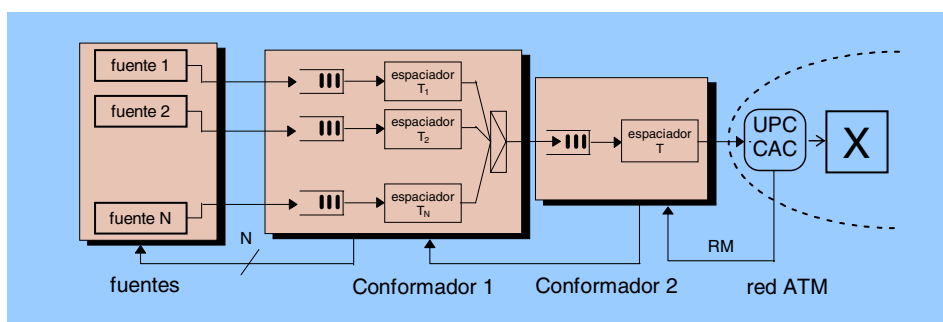 fuente 1
fuente 2
fuente N
espaciador
T1
espaciador
T2
espaciador
TN
espaciador
T
UPC
CAC
X
N
RM
fuentes
Conformador 1
Conformador 2
red ATM